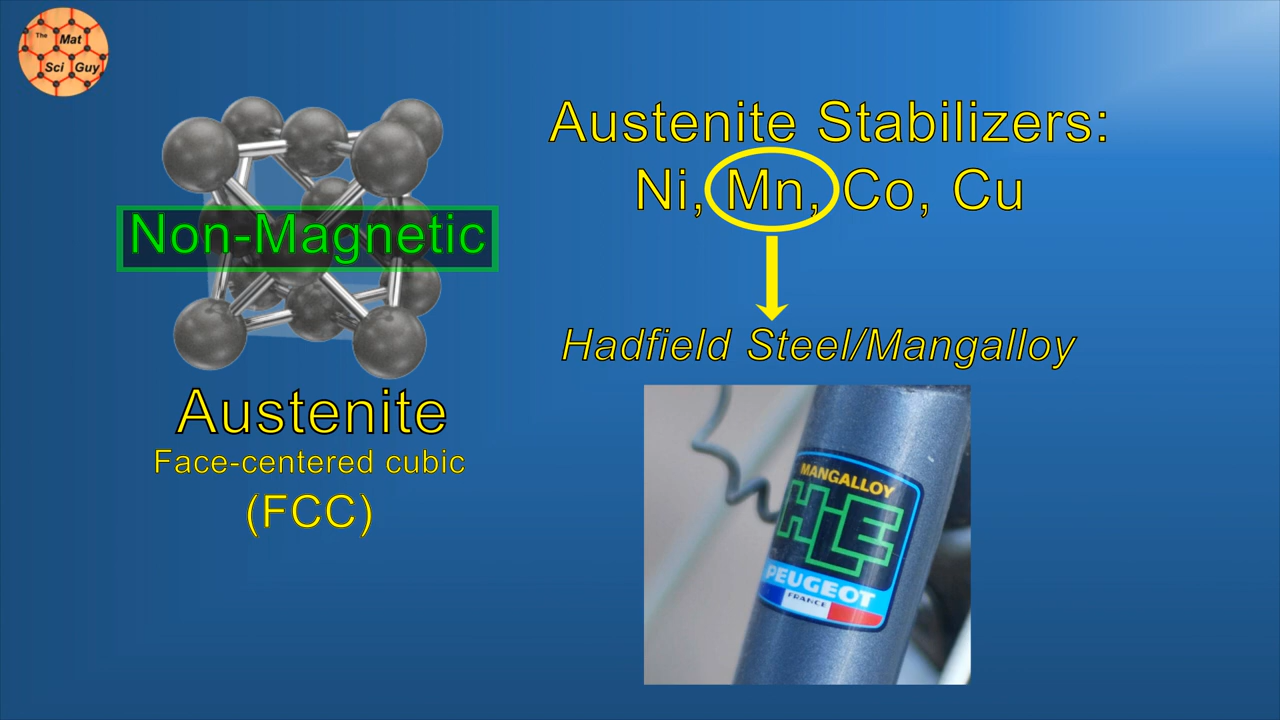 The
Mat
Sci Guy
Non-Magnetic
Austenite
Face-centered cubic
(FCC)
Austenite Stabilizers:
Ni, Mn, Co, Cu
Hadfield Steel/Mangalloy
MANGALLOY
HLE
PEUGEOT
FRANCE